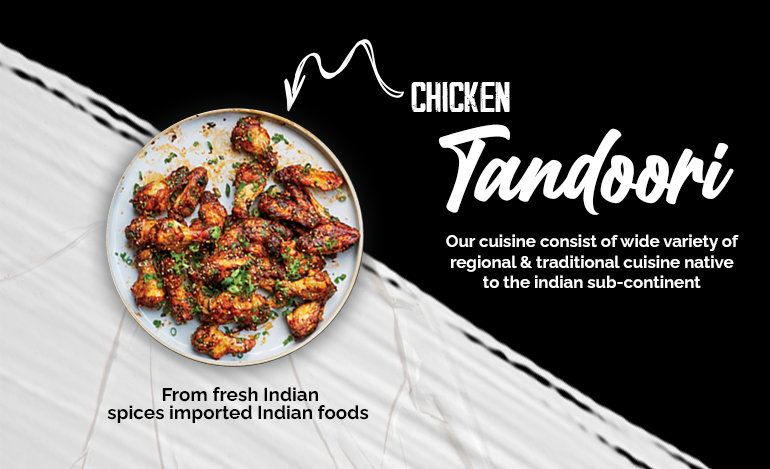 CHICKEN
Tandoori
Our cuisine consist of wide variety of
regional & traditional cuisine native
to the indian sub-continent
From fresh Indian
spices imported Indian foods